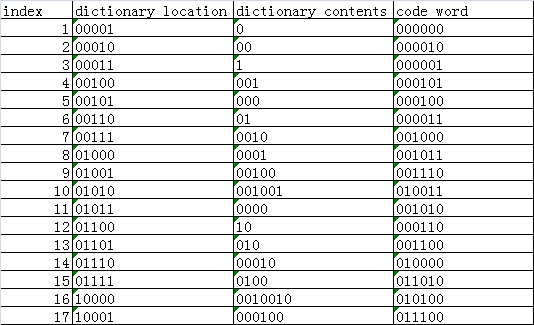 index dictionary location dictionary contents code word
1 00001 0 000000
2 00010 00 000010
3 00011 1 000001
4 00100 001 000101
5 00101 000 000100
6 00110 01 000011
7 00111 0010 001000
8 01000 0001 001011
9 01001 00100 001110
10 01010 001001 010011
11 01011 0000 001010
12 01100 10 000110
13 01101 010 001100
14 01110 00010 010000
15 01111 0100 011010
16 10000 0010010 010100
17 10001 000100 011100